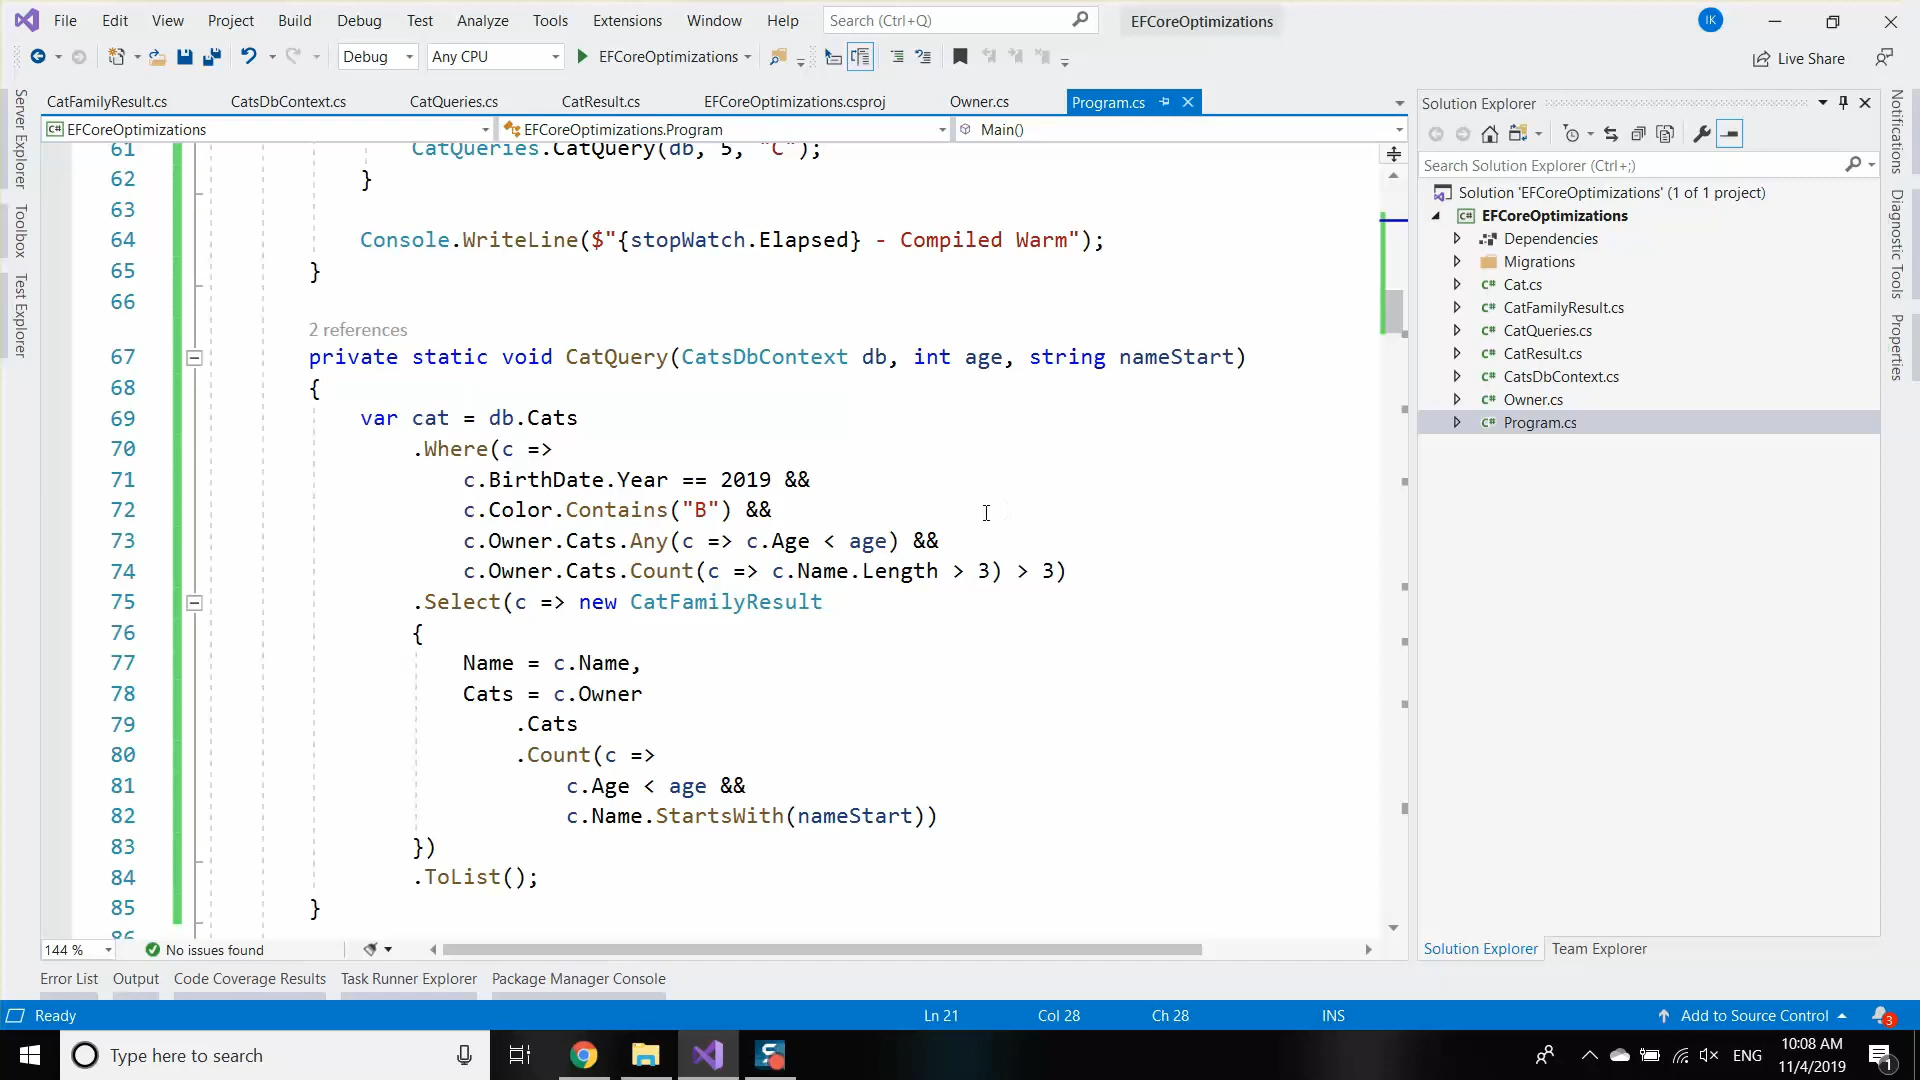 File Edit View Project Build Debug Test Analyze Tools Extensions Window Help Search (Ctrl+Q) EFCoreOptimizations IK
Debug Any CPU EFCoreOptimizations Live Share
CatFamilyResult.cs CatsDbContext.cs CatQueries.cs CatResult.cs EFCoreOptimizations.csproj Owner.cs Program.cs
EFCoreOptimizations EFCoreOptimizations.Program Main()
Server Explorer
Toolbox
Test Explorer
61 CatQueries.CatQuery(db, 5, "C");
62 }
63
64 Console.WriteLine($"{stopWatch.Elapsed} - Compiled Warm");
65 }
66
2 references
67 private static void CatQuery(CatsDbContext db, int age, string nameStart)
68 {
69 var cat = db.Cats
70 .Where(c =>
71 c.BirthDate.Year == 2019 &&
72 c.Color.Contains("B") &&
73 c.Owner.Cats.Any(c => c.Age < age) &&
74 c.Owner.Cats.Count(c => c.Name.Length > 3) > 3)
75 .Select(c => new CatFamilyResult
76 {
77 Name = c.Name,
78 Cats = c.Owner
79 .Cats
80 .Count(c =>
81 c.Age < age &&
82 c.Name.StartsWith(nameStart))
83 })
84 .ToList();
85 }
86
144 % No issues found
Solution Explorer
Search Solution Explorer (Ctrl+;)
Solution 'EFCoreOptimizations' (1 of 1 project)
EFCoreOptimizations
Dependencies
Migrations
C# Cat.cs
C# CatFamilyResult.cs
C# CatQueries.cs
C# CatResult.cs
C# CatsDbContext.cs
C# Owner.cs
C# Program.cs
Solution Explorer Team Explorer
Notifications
Diagnostic Tools
Properties
Error List Output Code Coverage Results Task Runner Explorer Package Manager Console
Ready Ln 21 Col 28 Ch 28 INS Add to Source Control 3
Type here to search ENG 10:08 AM
11/4/2019 1